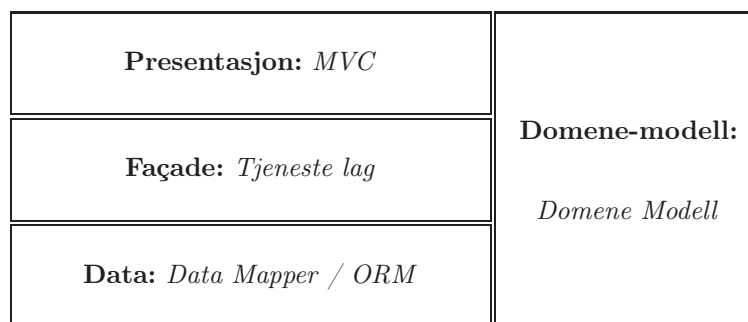 Presentasjon: MVC
Façade: Tjeneste lag
Data: Data Mapper / ORM
Domene-modell:
Domene Modell